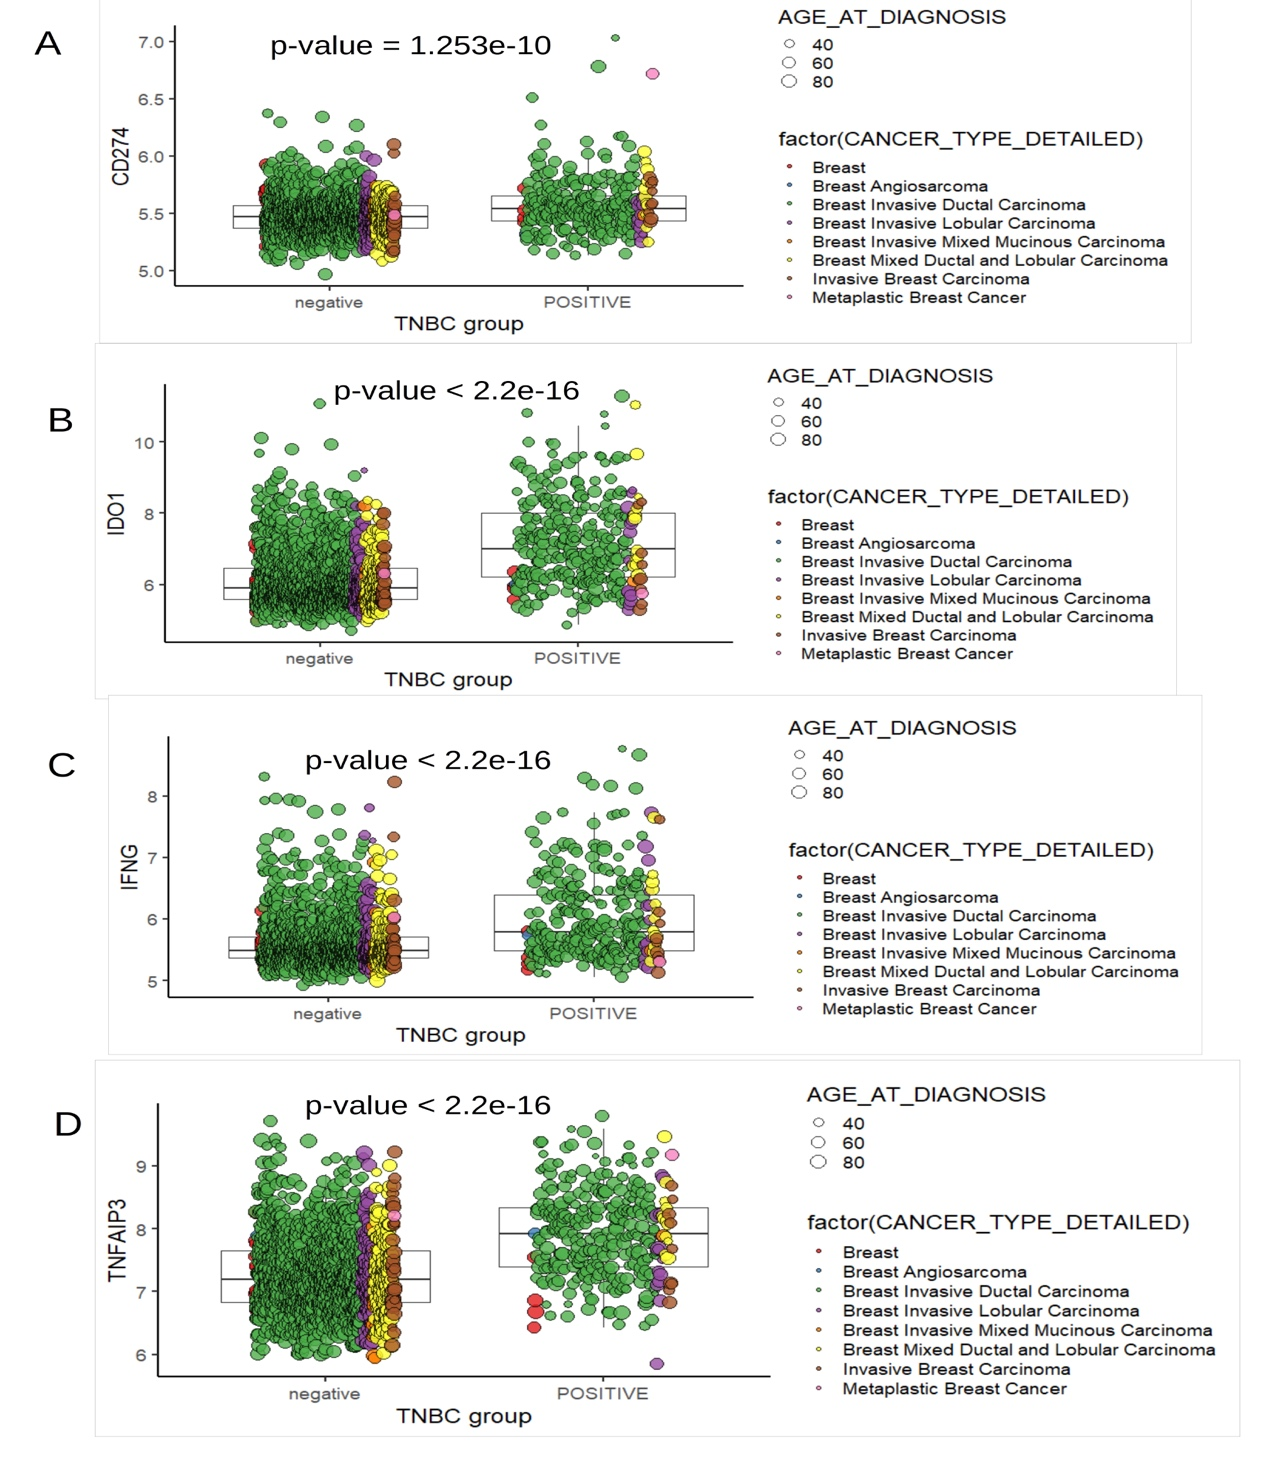 A
p-value = 1.253e-10
CD274
7.0
6.5
6.0
5.5
5.0
negative
POSITIVE
TNBC group
AGE_AT_DIAGNOSIS
40
60
80
factor(CANCER_TYPE_DETAILED)
Breast
Breast Angiosarcoma
Breast Invasive Ductal Carcinoma
Breast Invasive Lobular Carcinoma
Breast Invasive Mixed Mucinous Carcinoma
Breast Mixed Ductal and Lobular Carcinoma
Invasive Breast Carcinoma
Metaplastic Breast Cancer
B
p-value < 2.2e-16
IDO1
10
8
6
negative
POSITIVE
TNBC group
AGE_AT_DIAGNOSIS
40
60
80
factor(CANCER_TYPE_DETAILED)
Breast
Breast Angiosarcoma
Breast Invasive Ductal Carcinoma
Breast Invasive Lobular Carcinoma
Breast Invasive Mixed Mucinous Carcinoma
Breast Mixed Ductal and Lobular Carcinoma
Invasive Breast Carcinoma
Metaplastic Breast Cancer
C
p-value < 2.2e-16
IFNG
8
7
6
5
negative
POSITIVE
TNBC group
AGE_AT_DIAGNOSIS
40
60
80
factor(CANCER_TYPE_DETAILED)
Breast
Breast Angiosarcoma
Breast Invasive Ductal Carcinoma
Breast Invasive Lobular Carcinoma
Breast Invasive Mixed Mucinous Carcinoma
Breast Mixed Ductal and Lobular Carcinoma
Invasive Breast Carcinoma
Metaplastic Breast Cancer
D
p-value < 2.2e-16
TNFAIP3
9
8
7
6
negative
POSITIVE
TNBC group
AGE_AT_DIAGNOSIS
40
60
80
factor(CANCER_TYPE_DETAILED)
Breast
Breast Angiosarcoma
Breast Invasive Ductal Carcinoma
Breast Invasive Lobular Carcinoma
Breast Invasive Mixed Mucinous Carcinoma
Breast Mixed Ductal and Lobular Carcinoma
Invasive Breast Carcinoma
Metaplastic Breast Cancer